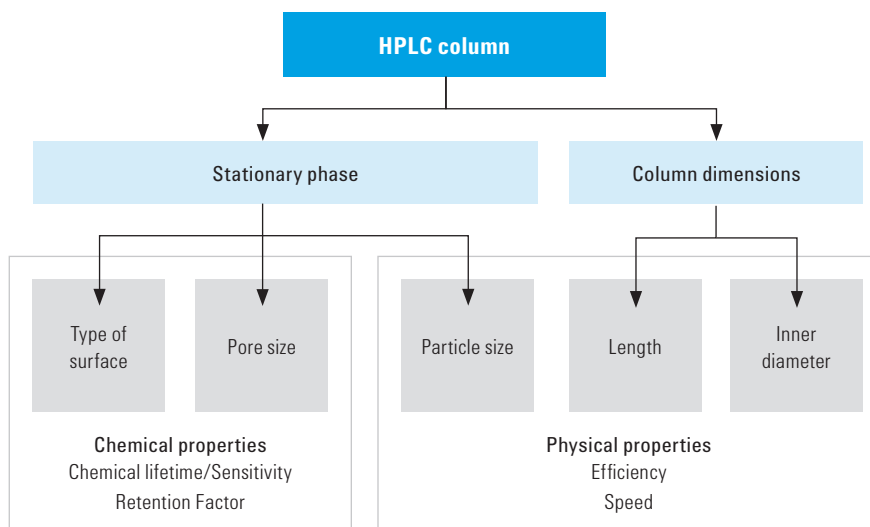 HPLC column
Stationary phase
Column dimensions
Type of
surface
Pore size
Particle size
Length
Inner
diameter
Chemical properties
Chemical lifetime/Sensitivity
Retention Factor
Physical properties
Efficiency
Speed